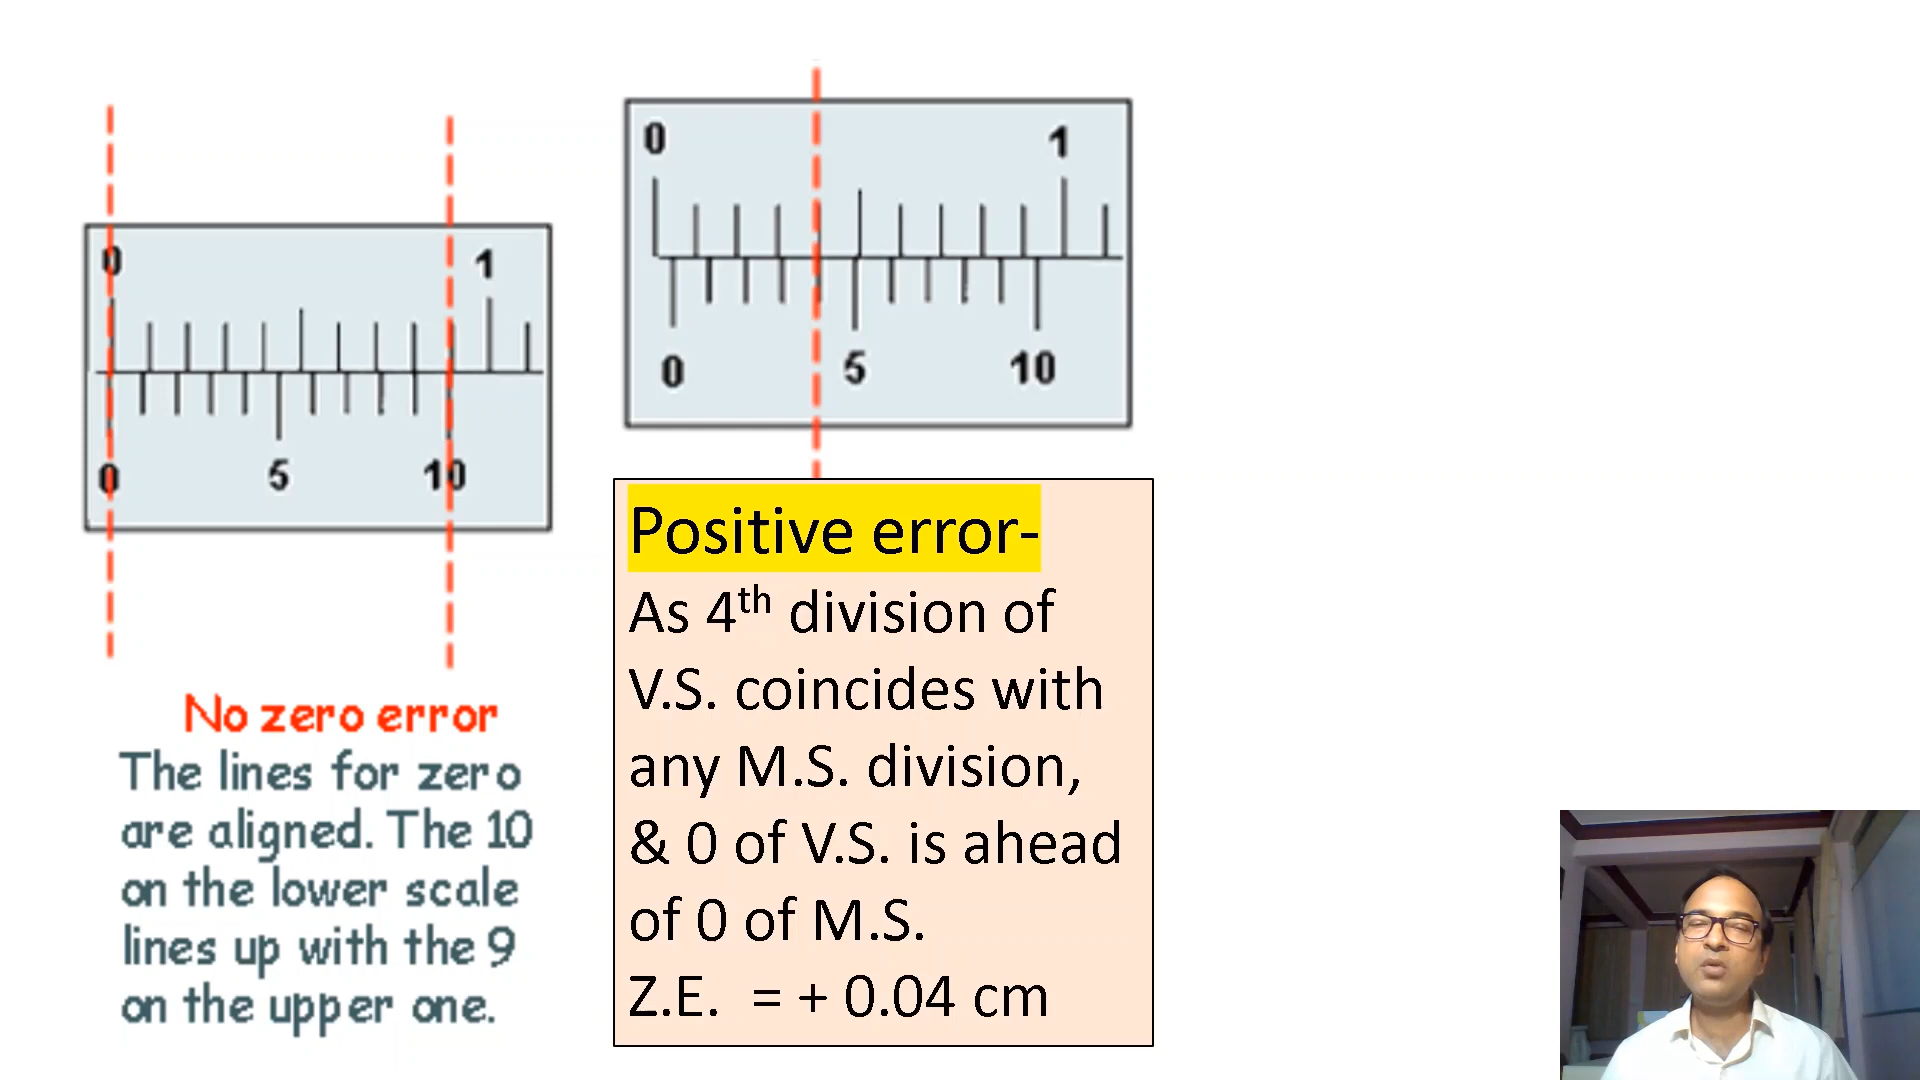 0 1
0 5 10
No zero error
The lines for zero
are aligned. The 10
on the lower scale
lines up with the 9
on the upper one.
0 1
0 5 10
Positive error-
As 4th division of
V.S. coincides with
any M.S. division,
& 0 of V.S. is ahead
of 0 of M.S.
Z.E. = + 0.04 cm